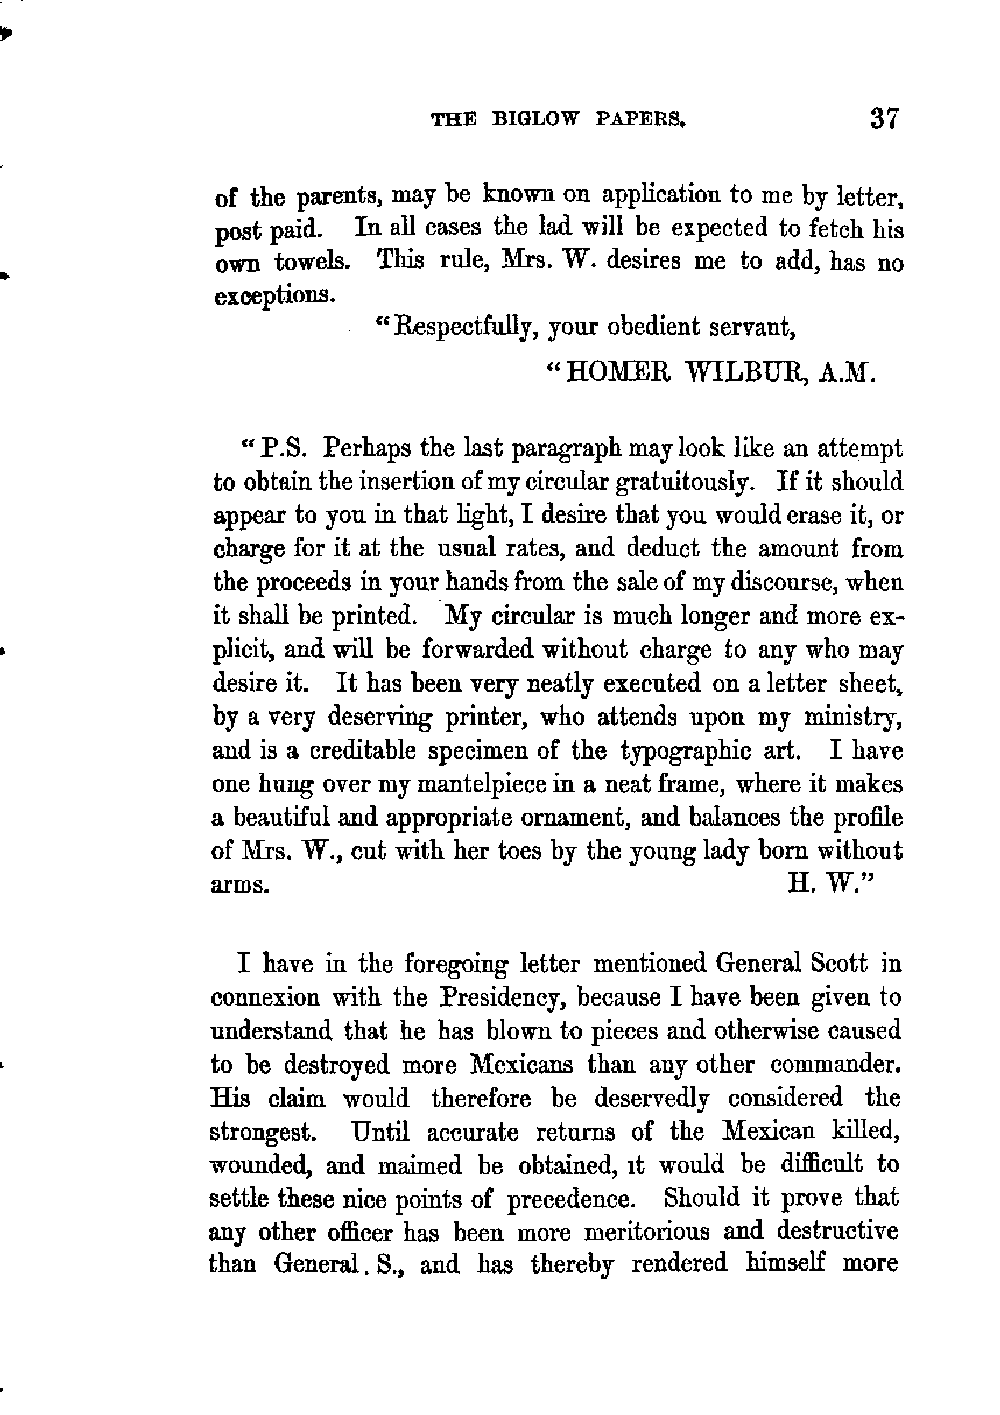 THE BIGLOW PAPERS. 37
of the parents, may be known on application to me by letter,
post paid. In all cases the lad will be expected to fetch his
own towels. This rule, Mrs. W. desires me to add, has no
exceptions.
“Respectfully, your obedient servant,
“HOMER WILBUR, A.M.
“P.S. Perhaps the last paragraph may look like an attempt
to obtain the insertion of my circular gratuitously. If it should
appear to you in that light, I desire that you would erase it, or
charge for it at the usual rates, and deduct the amount from
the proceeds in your hands from the sale of my discourse, when
it shall be printed. My circular is much longer and more ex-
plicit, and will be forwarded without charge to any who may
desire it. It has been very neatly executed on a letter sheet,
by a very deserving printer, who attends upon my ministry,
and is a creditable specimen of the typographic art. I have
one hung over my mantelpiece in a neat frame, where it makes
a beautiful and appropriate ornament, and balances the profile
of Mrs. W., cut with her toes by the young lady born without
arms. H. W.”
I have in the foregoing letter mentioned General Scott in
connexion with the Presidency, because I have been given to
understand that he has blown to pieces and otherwise caused
to be destroyed more Mexicans than any other commander.
His claim would therefore be deservedly considered the
strongest. Until accurate returns of the Mexican killed,
wounded, and maimed be obtained, it would be difficult to
settle these nice points of precedence. Should it prove that
any other officer has been more meritorious and destructive
than General. S., and has thereby rendered himself more